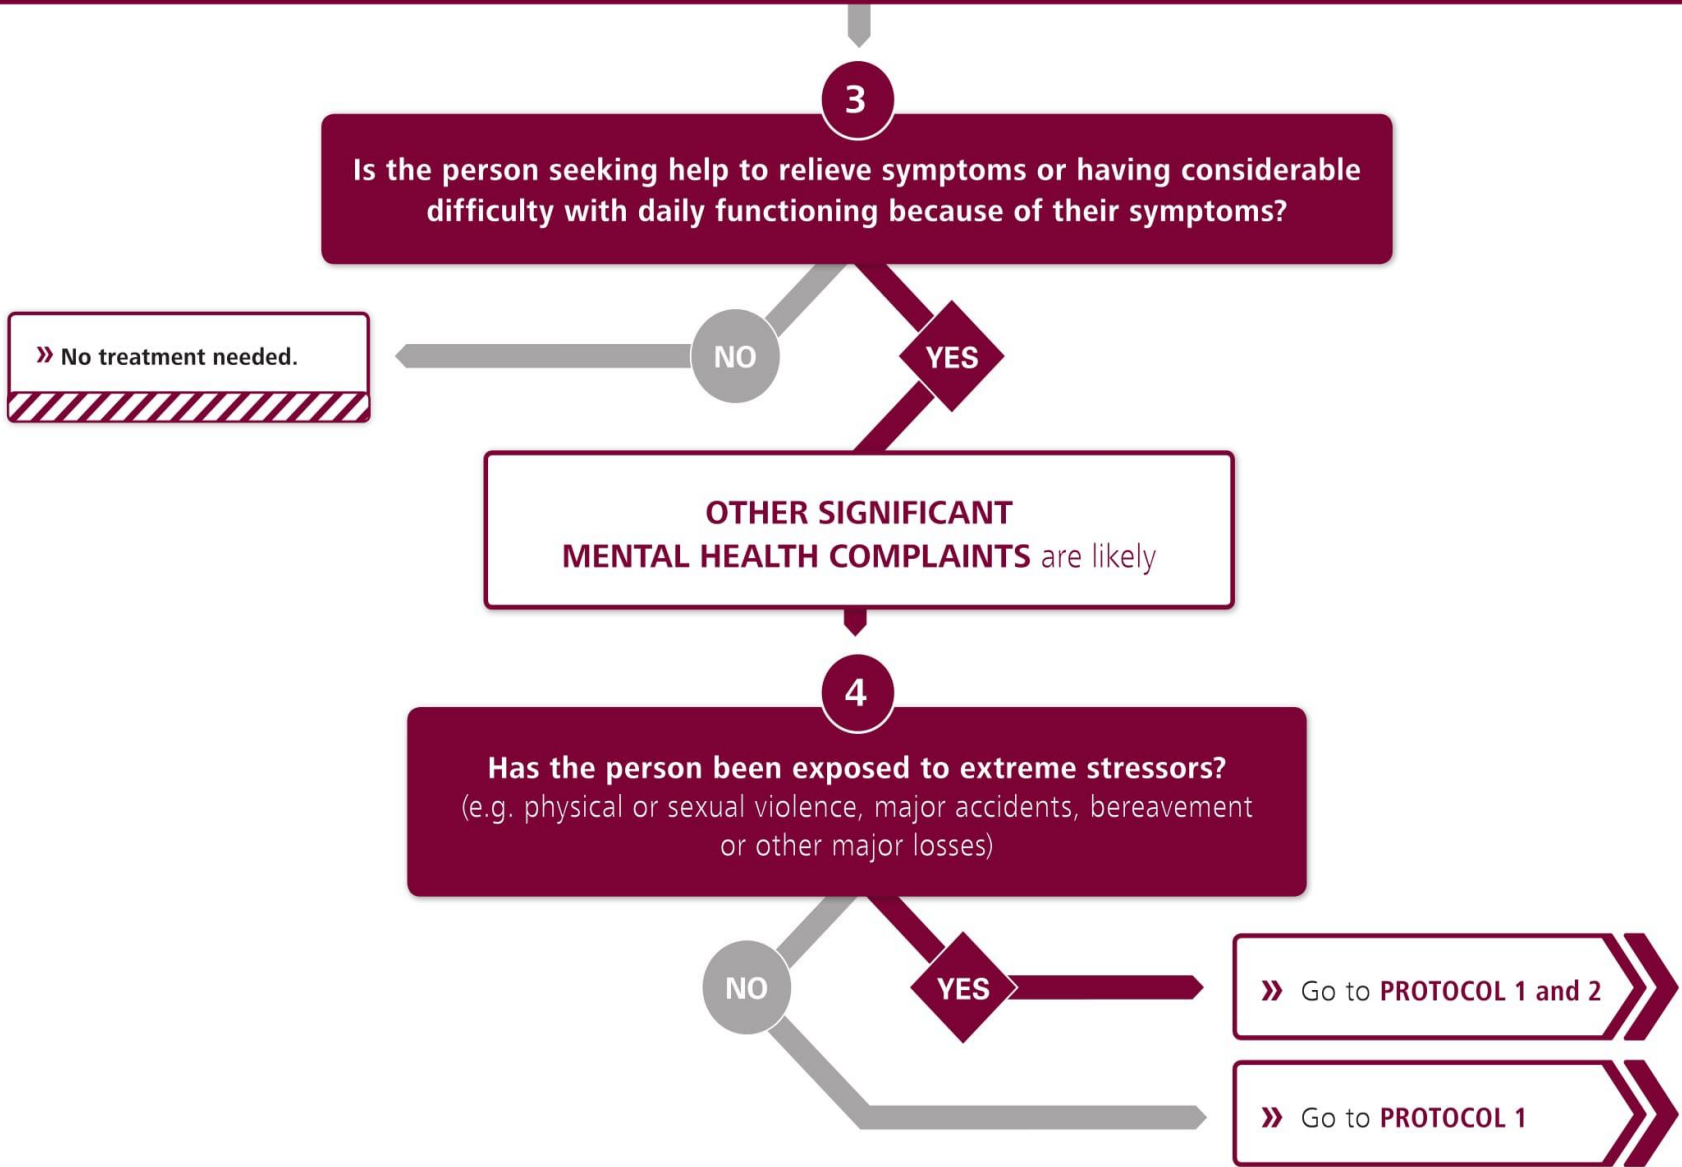 3
Is the person seeking help to relieve symptoms or having considerable
difficulty with daily functioning because of their symptoms?
» No treatment needed.
NO
YES
OTHER SIGNIFICANT
MENTAL HEALTH COMPLAINTS are likely
4
Has the person been exposed to extreme stressors?
(e.g. physical or sexual violence, major accidents, bereavement
or other major losses)
NO
YES
» Go to PROTOCOL 1 and 2
» Go to PROTOCOL 1